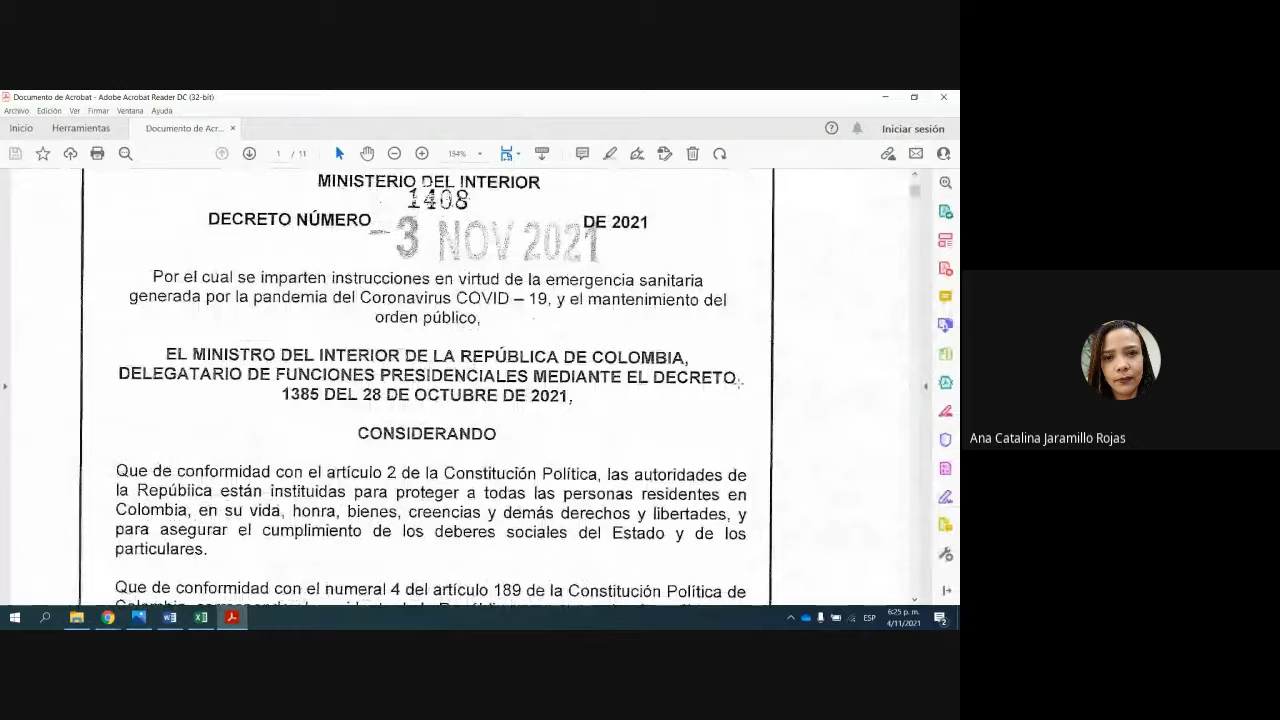 Documento de Acrobat - Adobe Acrobat Reader DC (32-bit)
Archivo Edición Ver Firmar Ventana Ayuda
Inicio Herramientas Documento de Acr... × Iniciar sesión
1 / 11 154%
MINISTERIO DEL INTERIOR
1408
DECRETO NÚMERO DE 2021
3 NOV 2021
Por el cual se imparten instrucciones en virtud de la emergencia sanitaria
generada por la pandemia del Coronavirus COVID – 19, y el mantenimiento del
orden público,
EL MINISTRO DEL INTERIOR DE LA REPÚBLICA DE COLOMBIA,
DELEGATARIO DE FUNCIONES PRESIDENCIALES MEDIANTE EL DECRETO
1385 DEL 28 DE OCTUBRE DE 2021,
CONSIDERANDO
Que de conformidad con el artículo 2 de la Constitución Política, las autoridades de
la República están instituidas para proteger a todas las personas residentes en
Colombia, en su vida, honra, bienes, creencias y demás derechos y libertades, y
para asegurar el cumplimiento de los deberes sociales del Estado y de los
particulares.
Que de conformidad con el numeral 4 del artículo 189 de la Constitución Política de
ESP
6:25 p. m.
4/11/2021
Ana Catalina Jaramillo Rojas